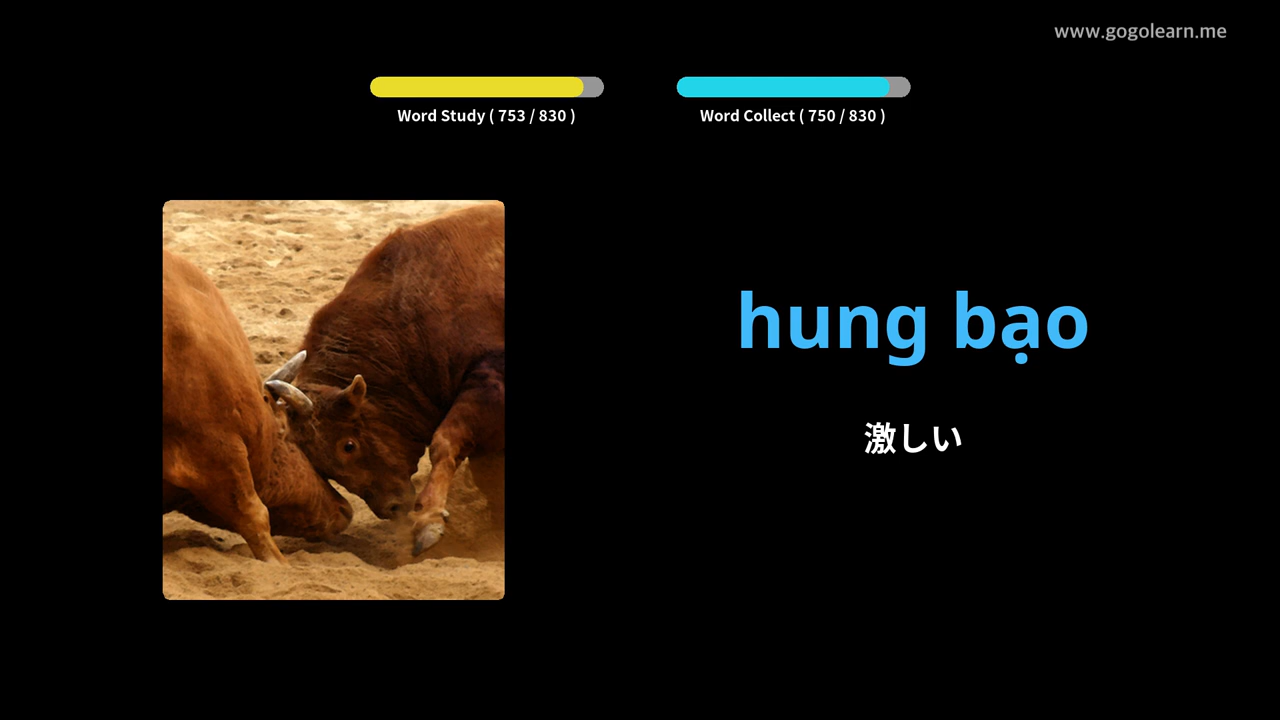 www.gogolearn.me
Word Study ( 753 / 830 )
Word Collect ( 750 / 830 )
hung bạo
激しい